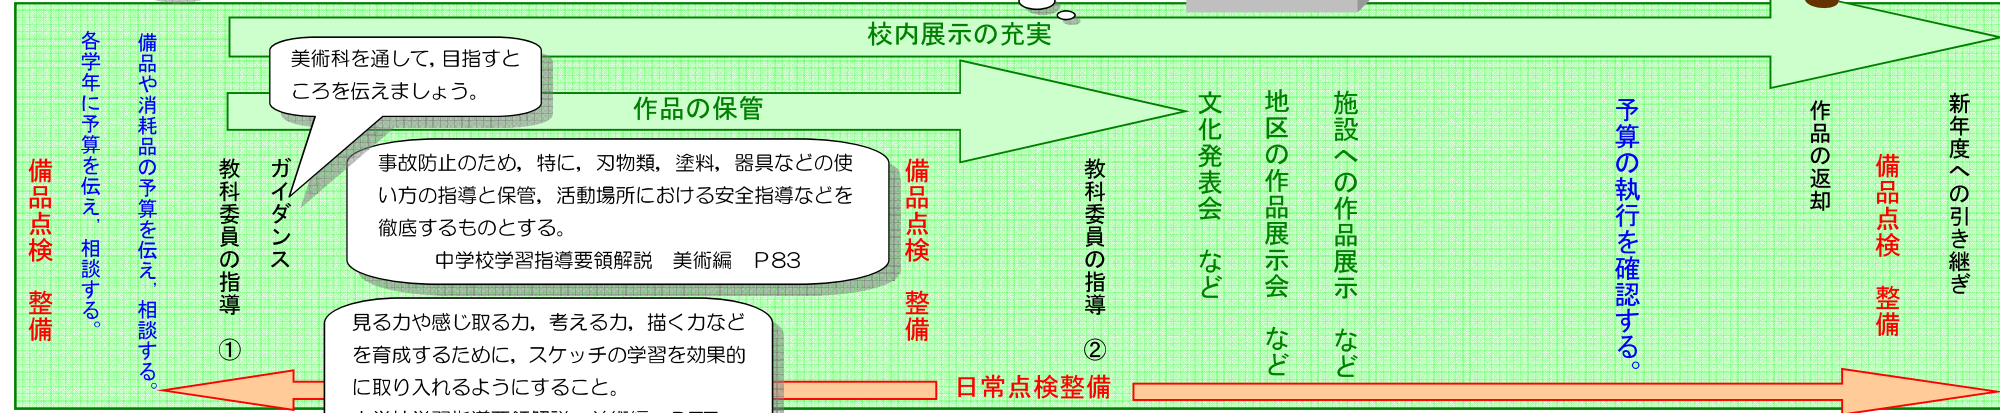 校内展示の充実
美術科を通して，目指すと
ころを伝えましょう。
作品の保管
備品点検　整備
各学年に予算を伝え，相談する。
備品や消耗品の予算を伝え，相談する。
教科委員の指導　①
ガイダンス
事故防止のため，特に，刃物類，塗料，器具などの使
い方の指導と保管，活動場所における安全指導などを
徹底するものとする。
中学校学習指導要領解説　美術編　Ｐ83
見る力や感じ取る力，考える力，描く力など
を育成するために，スケッチの学習を効果的
に取り入れるようにすること。
備品点検　整備
教科委員の指導　②
文化発表会　など
地区の作品展示会　など
施設への作品展示　など
予算の執行を確認する。
作品の返却
備品点検　整備
新年度への引き継ぎ
日常点検整備